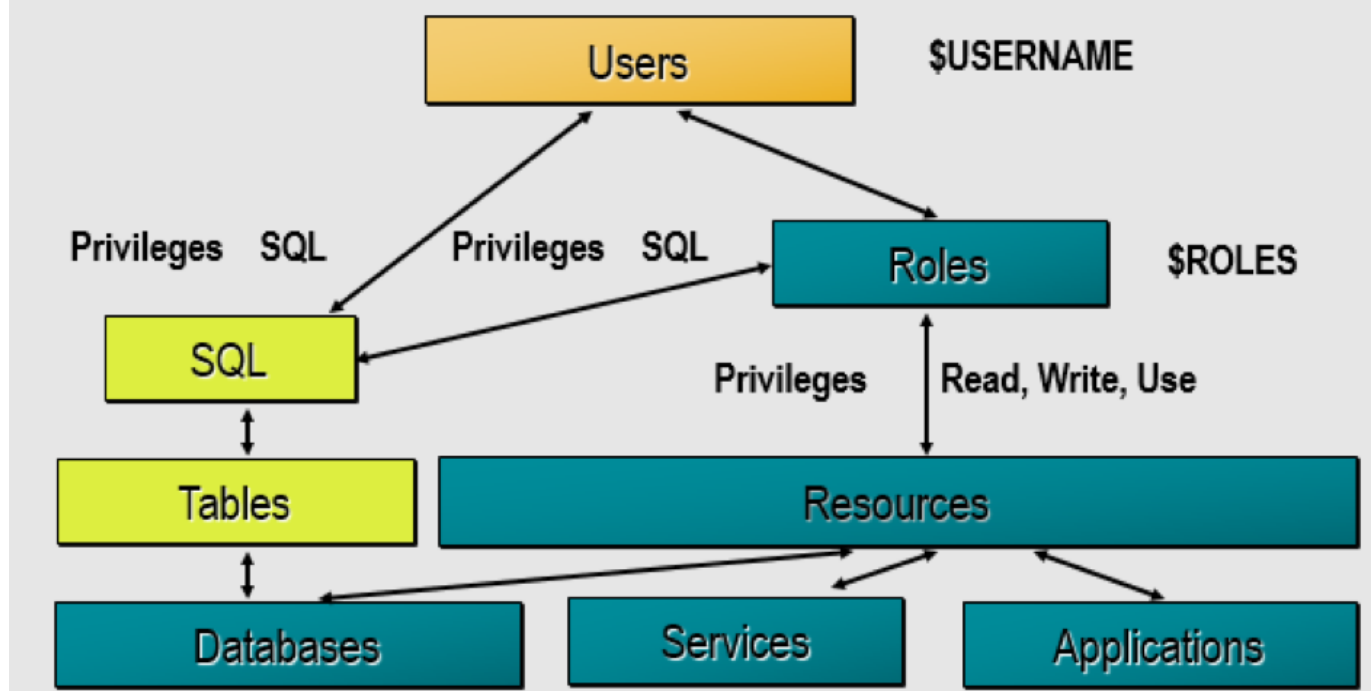 Users
$USERNAME
Privileges SQL
Privileges SQL
Roles
$ROLES
SQL
Privileges
Read, Write, Use
Tables
Resources
Databases
Services
Applications